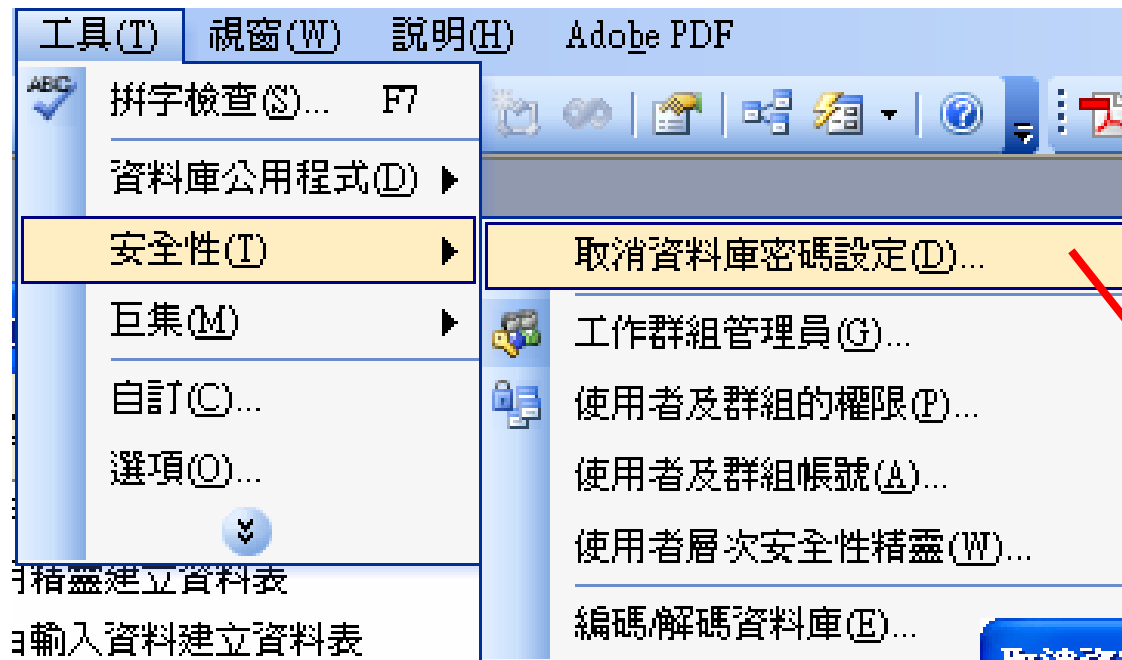 工具(T) 視窗(W) 說明(H) Adobe PDF
ABC 拼字檢查(S)... F7
資料庫公用程式(D)
安全性(T)
巨集(M)
自訂(C)...
選項(O)...
取消資料庫密碼設定(D)...
工作群組管理員(G)...
使用者及群組的權限(P)...
使用者及群組帳號(A)...
使用者層次安全性精靈(W)...
編碼/解碼資料庫(E)...
精靈建立資料表
輸入資料建立資料表